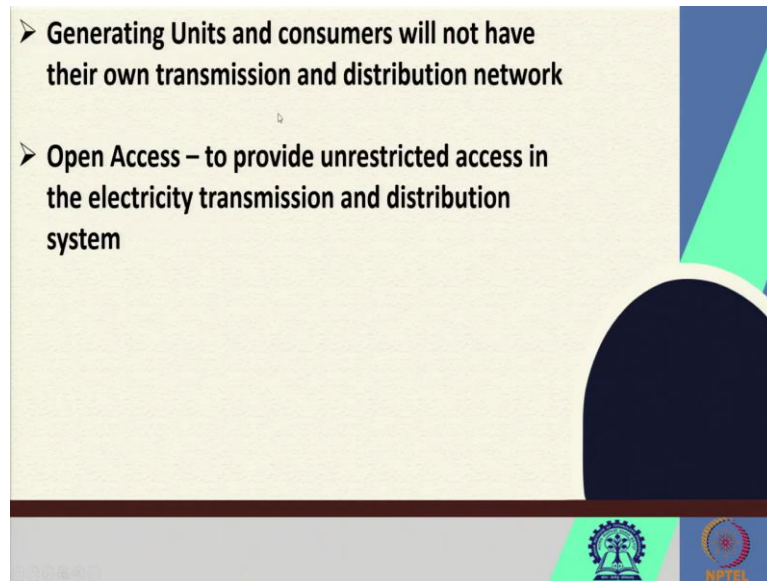 ➢ Generating Units and consumers will not have
their own transmission and distribution network
➢ Open Access – to provide unrestricted access in
the electricity transmission and distribution
system
NPTEL